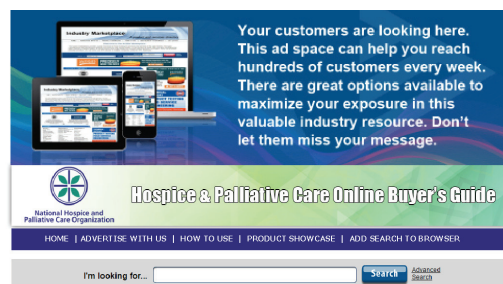 Industry Marketplace
Your customers are looking here.
This ad space can help you reach
hundreds of customers every week.
There are great options available to
maximize your exposure in this
valuable industry resource. Don't
let them miss your message.
Industry Marketplace
National Hospice and
Palliative Care Organization
Hospice & Palliative Care Online Buyer's Guide
HOME | ADVERTISE WITH US | HOW TO USE | PRODUCT SHOWCASE | ADD SEARCH TO BROWSER
I'm looking for...
Search
Advanced
Search